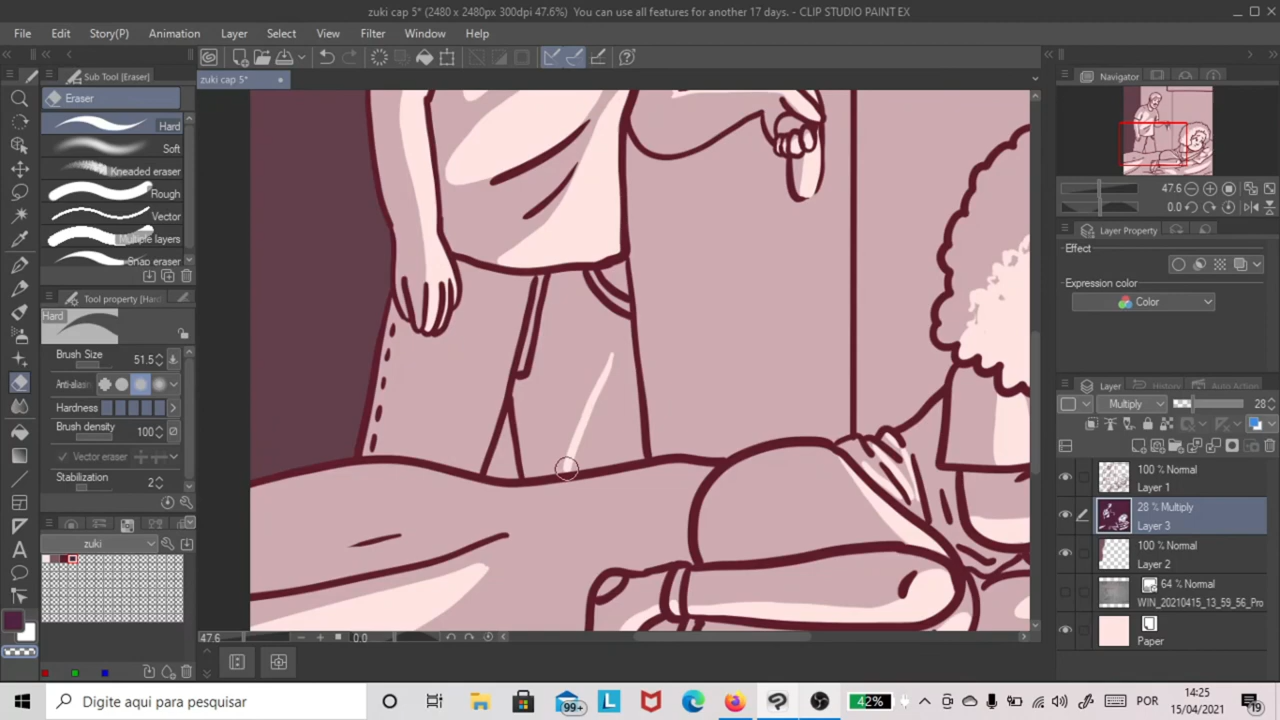 zuki cap 5* (2480 x 2480px 300dpi 47.6%)  You can use all features for another 17 days. - CLIP STUDIO PAINT EX
File Edit Story(P) Animation Layer Select View Filter Window Help
Sub Tool [Eraser]
zuki cap 5*
Navigator
Eraser
Hard
Soft
Kneaded eraser
Rough
Vector
Multiple layers
Snap eraser
47.6
0.0
Layer Property
Effect
Expression color
Color
Tool property [Hard]
Hard
Brush Size 51.5
Anti-aliasing
Hardness
Brush density 100
Vector eraser
Stabilization 2
Layer History Auto Action
Multiply 28
100 % Normal
Layer 1
28 % Multiply
Layer 3
100 % Normal
Layer 2
64 % Normal
WIN_20210415_13_59_56_Pro
Paper
zuki
47.6 0.0
Digite aqui para pesquisar
99+
42%
POR
14:25
15/04/2021
19